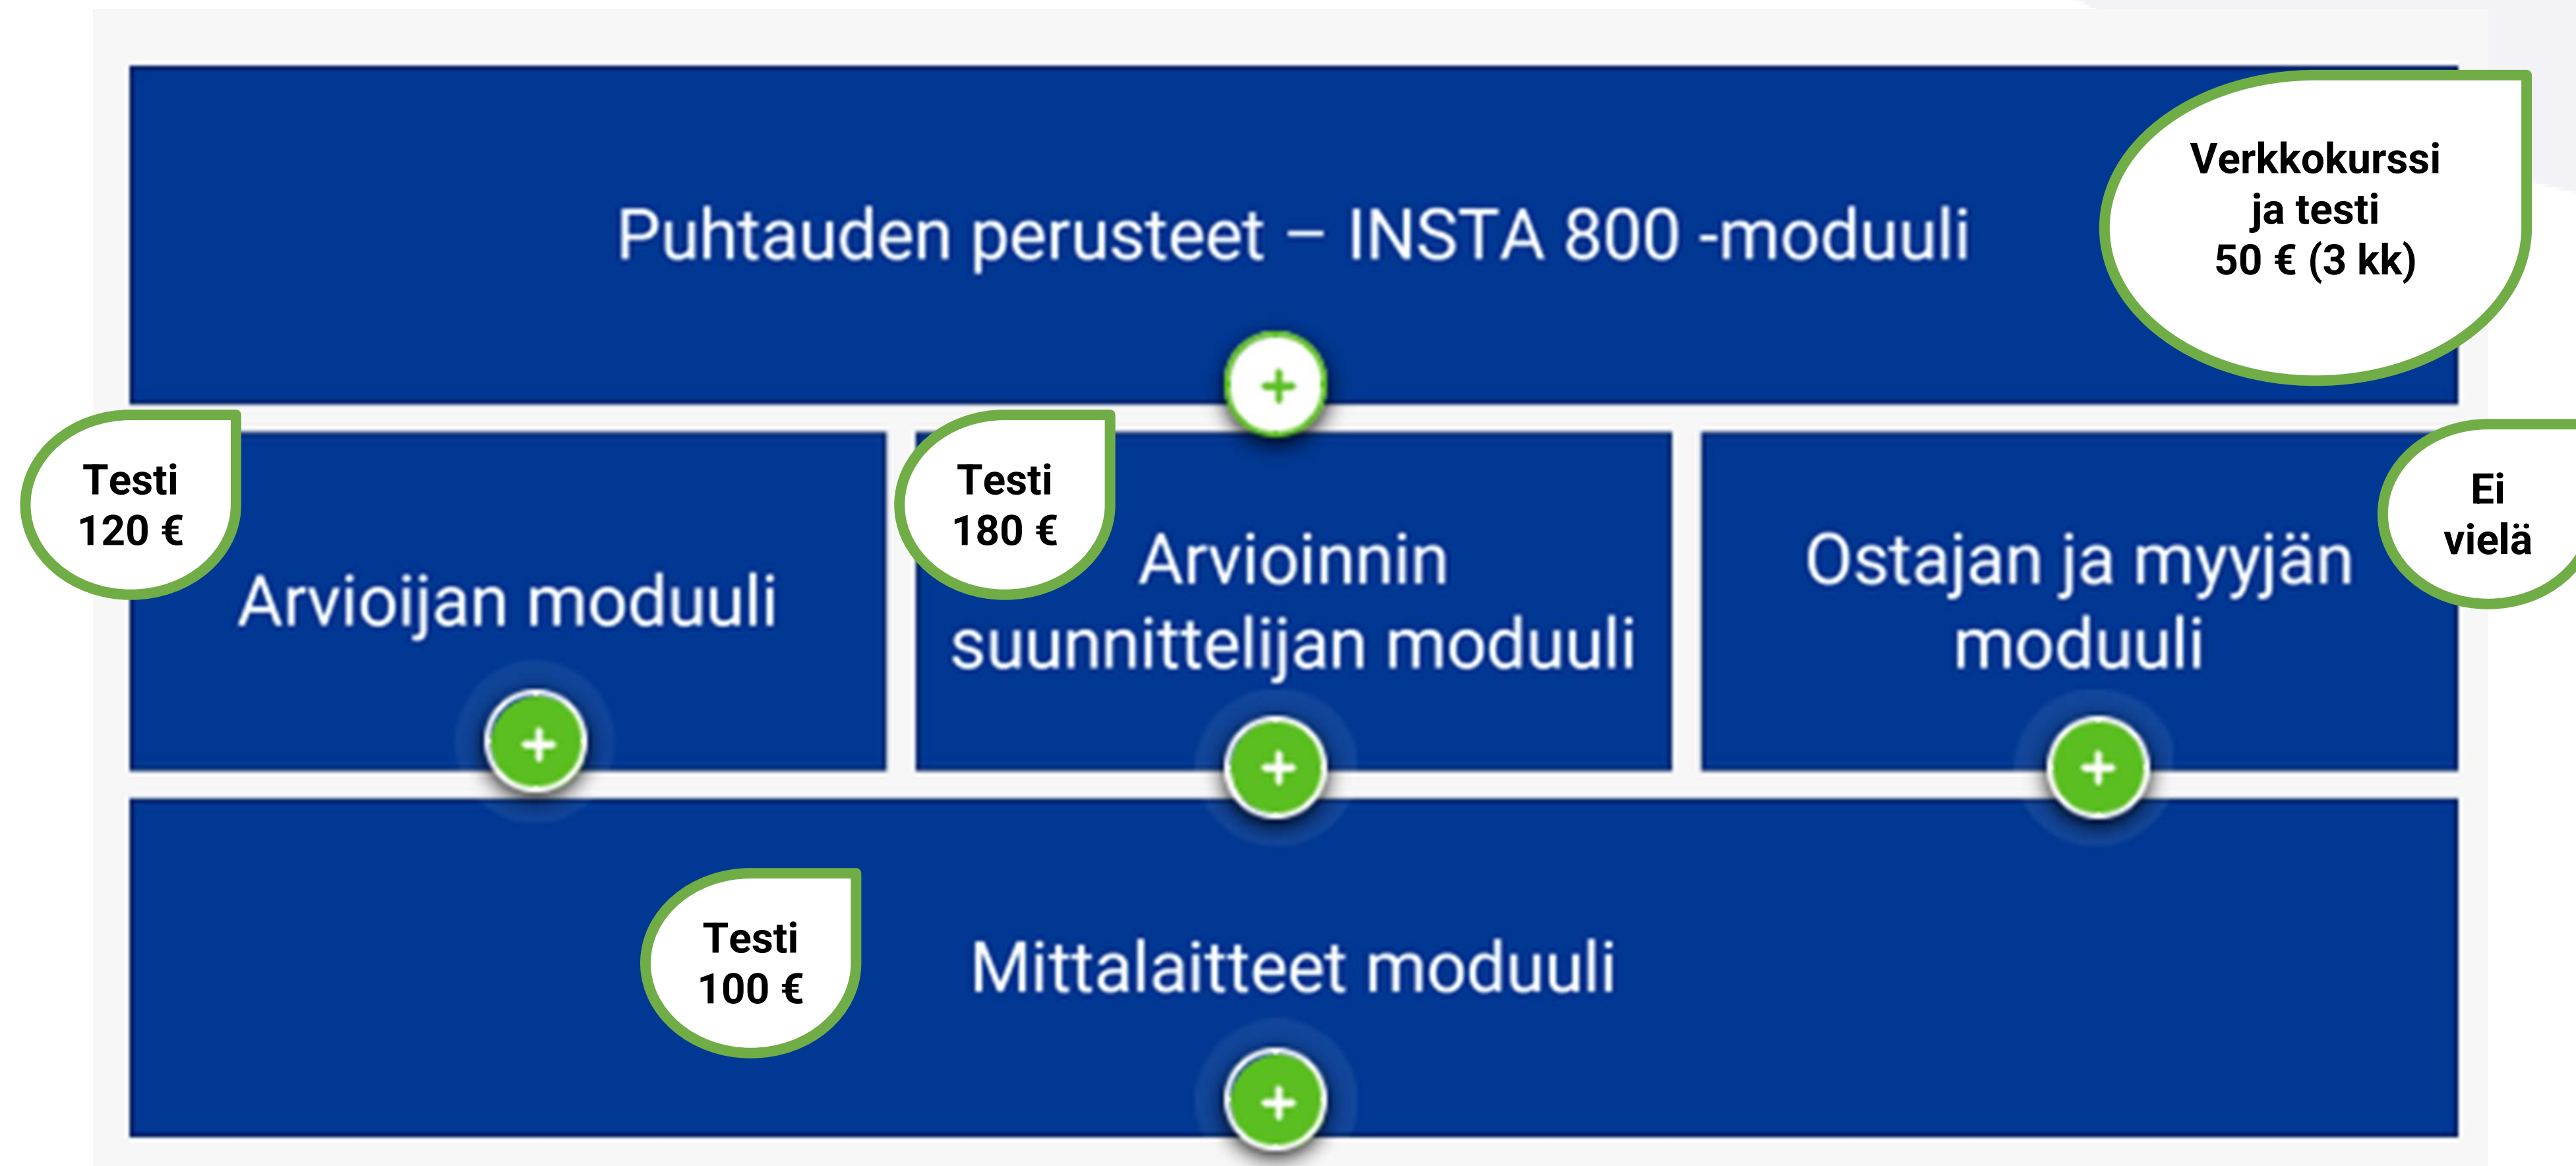 Puhtauden perusteet – INSTA 800 -moduuli
Verkkokurssi
ja testi
50 € (3 kk)
+
Testi
120 €
Arvioijan moduuli
+
Testi
180 €
Arvioinnin
suunnittelijan moduuli
+
Ostajan ja myyjän
moduuli
Ei
vielä
+
Testi
100 €
Mittalaitteet moduuli
+